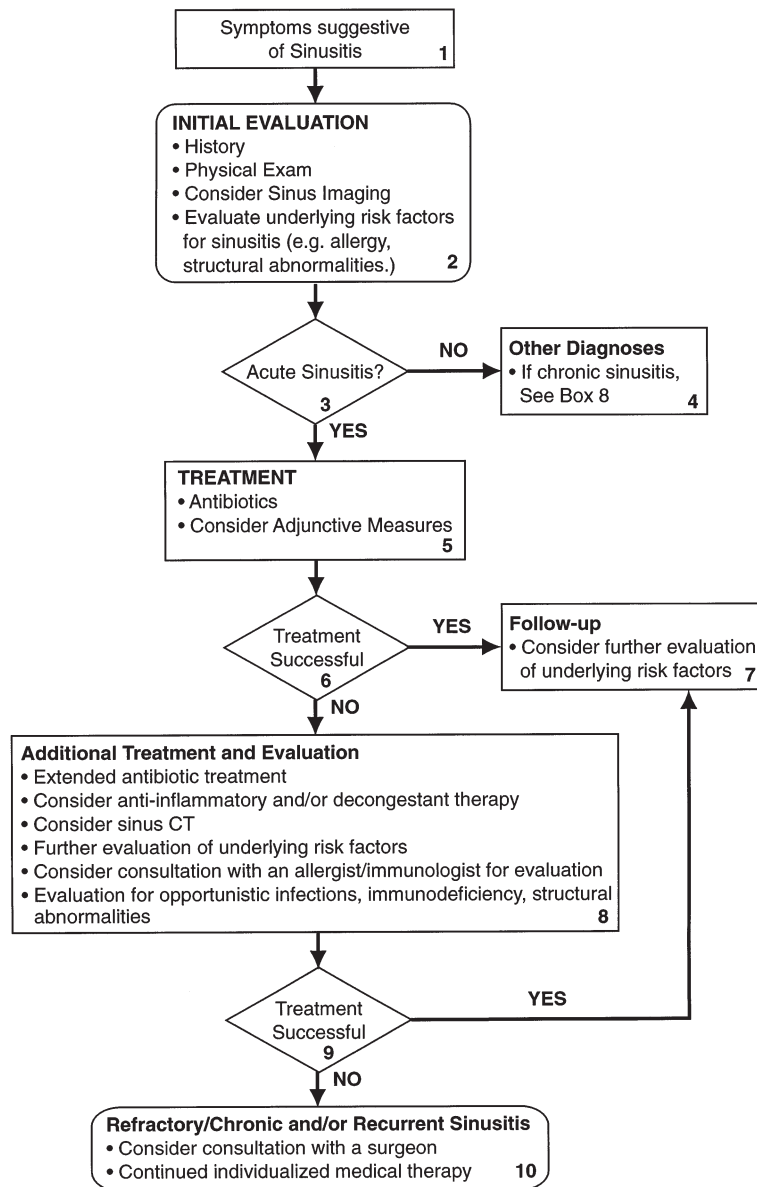 Symptoms suggestive
of Sinusitis
1
INITIAL EVALUATION
• History
• Physical Exam
• Consider Sinus Imaging
• Evaluate underlying risk factors
for sinusitis (e.g. allergy,
structural abnormalities.)
2
Acute Sinusitis?
3
NO
Other Diagnoses
• If chronic sinusitis,
See Box 8
4
YES
TREATMENT
• Antibiotics
• Consider Adjunctive Measures
5
Treatment
Successful
6
YES
Follow-up
• Consider further evaluation
of underlying risk factors
7
NO
Additional Treatment and Evaluation
• Extended antibiotic treatment
• Consider anti-inflammatory and/or decongestant therapy
• Consider sinus CT
• Further evaluation of underlying risk factors
• Consider consultation with an allergist/immunologist for evaluation
• Evaluation for opportunistic infections, immunodeficiency, structural
abnormalities
8
Treatment
Successful
9
YES
NO
Refractory/Chronic and/or Recurrent Sinusitis
• Consider consultation with a surgeon
• Continued individualized medical therapy
10